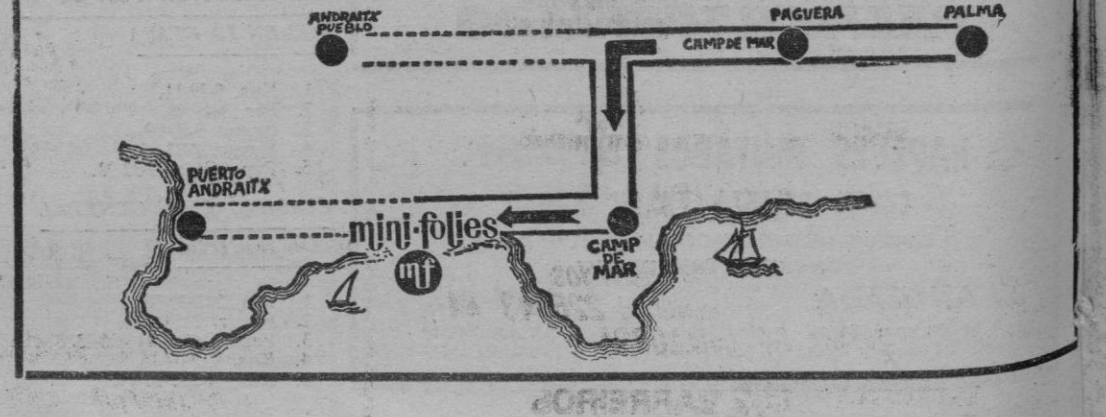 ANDRAITX
PUEBLO
PAGUERA
PALMA
CAMP DE MAR
PUERTO
ANDRAITX
mini-folies
mf
CAMP
DE
MAR